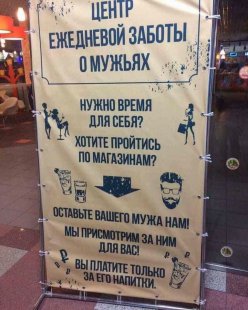 ЦЕНТР
ЕЖЕДНЕВОЙ ЗАБОТЫ
О МУЖЬЯХ
НУЖНО ВРЕМЯ
ДЛЯ СЕБЯ?
ХОТИТЕ ПРОЙТИСЬ
ПО МАГАЗИНАМ?
ОСТАВЬТЕ ВАШЕГО МУЖА НАМ!
МЫ ПРИСМОТРИМ ЗА НИМ
ДЛЯ ВАС!
ВЫ ПЛАТИТЕ ТОЛЬКО
ЗА ЕГО НАПИТКИ.